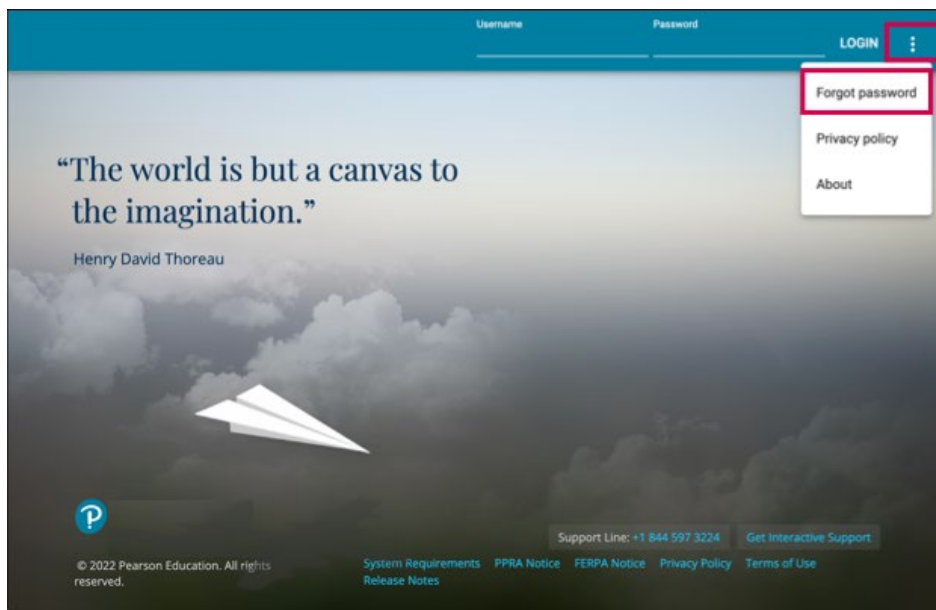 Username Password
LOGIN
Forgot password
Privacy policy
About
“The world is but a canvas to
the imagination.”
Henry David Thoreau
Support Line: +1 844 597 3224 Get Interactive Support
© 2022 Pearson Education. All rights
reserved.
System Requirements PPRA Notice FERPA Notice Privacy Policy Terms of Use
Release Notes